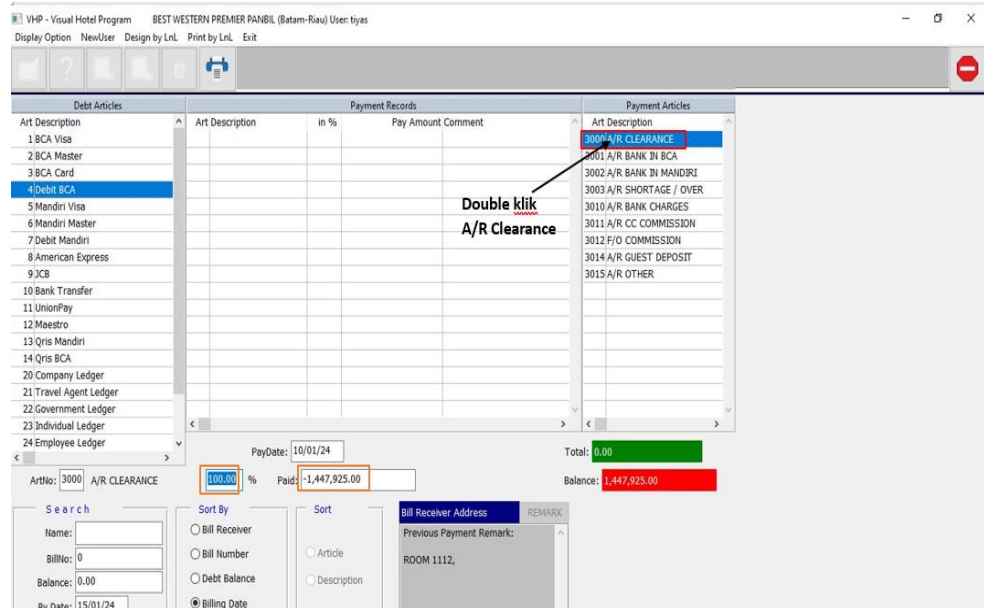 VHP - Visual Hotel Program BEST WESTERN PREMIER PANBIL (Batam-Riau) User: tiyas
Display Option NewUser Design by LnL Print by LnL Exit
Debt Articles Payment Records Payment Articles
Art Description Art Description in % Pay Amount Comment Art Description
1 BCA Visa 3000 A/R CLEARANCE
2 BCA Master 3001 A/R BANK IN BCA
3 BCA Card 3002 A/R BANK IN MANDIRI
4 Debit BCA 3003 A/R SHORTAGE / OVER
5 Mandiri Visa Double klik 3010 A/R BANK CHARGES
6 Mandiri Master A/R Clearance 3011 A/R CC COMMISSION
7 Debit Mandiri 3012 F/O COMMISSION
8 American Express 3014 A/R GUEST DEPOSIT
9 JCB 3015 A/R OTHER
10 Bank Transfer
11 UnionPay
12 Maestro
13 Qris Mandiri
14 Qris BCA
20 Company Ledger
21 Travel Agent Ledger
22 Government Ledger
23 Individual Ledger
24 Employee Ledger
PayDate: 10/01/24 Total: 0.00
ArtNo: 3000 A/R CLEARANCE 100.00 % Paid: -1,447,925.00 Balance: 1,447,925.00
Search Sort By Sort Bill Receiver Address REMARK
Name: Bill Receiver Previous Payment Remark:
BillNo: 0 Bill Number Article ROOM 1112,
Balance: 0.00 Debt Balance Description
By Date: 15/01/24 Billing Date